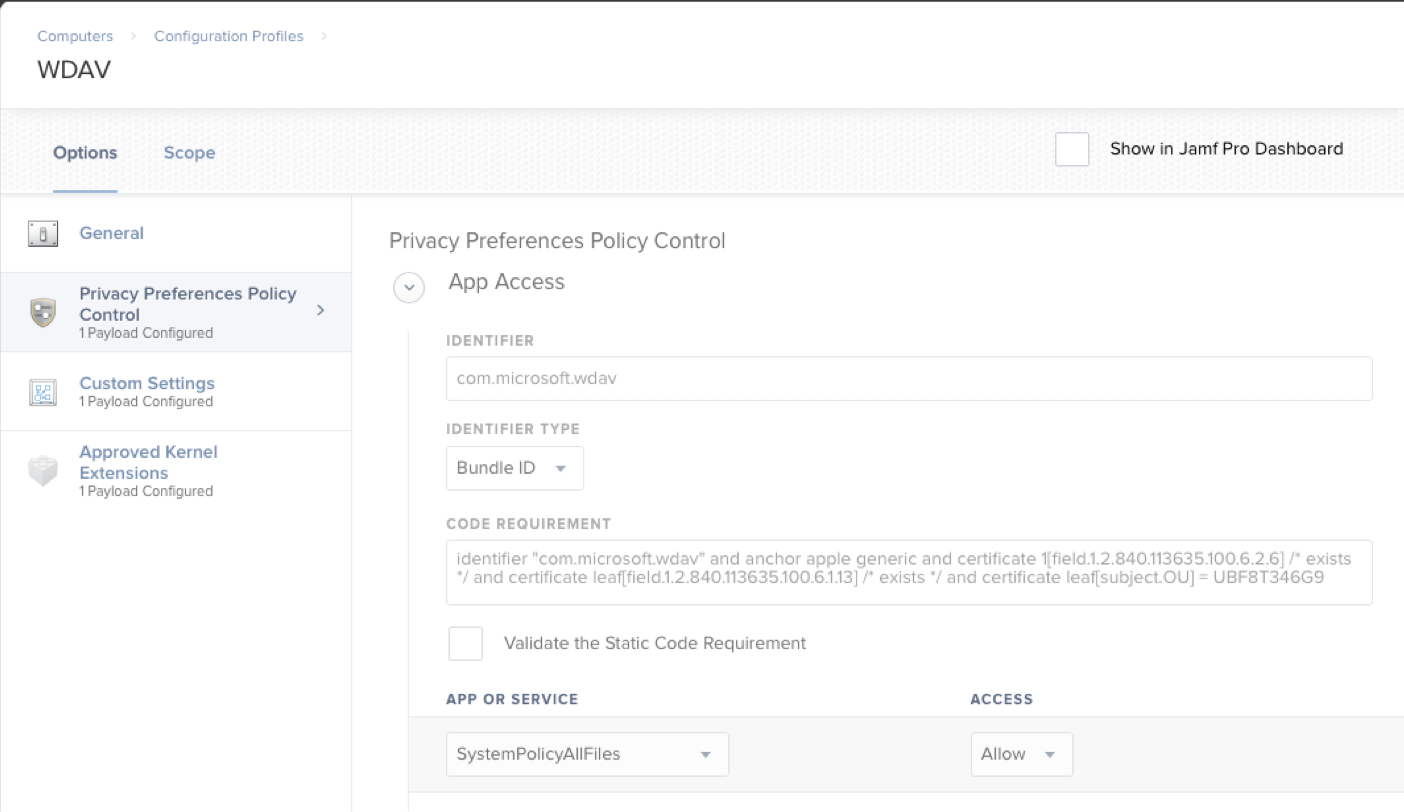 Computers > Configuration Profiles >
WDAV
Options Scope
Show in Jamf Pro Dashboard
General
Privacy Preferences Policy
Control
1 Payload Configured
Custom Settings
1 Payload Configured
Approved Kernel
Extensions
1 Payload Configured
Privacy Preferences Policy Control
App Access
IDENTIFIER
com.microsoft.wdav
IDENTIFIER TYPE
Bundle ID
CODE REQUIREMENT
identifier "com.microsoft.wdav" and anchor apple generic and certificate 1[field.1.2.840.113635.100.6.2.6] /* exists
*/ and certificate leaf[field.1.2.840.113635.100.6.1.13] /* exists */ and certificate leaf[subject.OU] = UBF8T346G9
Validate the Static Code Requirement
APP OR SERVICE ACCESS
SystemPolicyAllFiles Allow